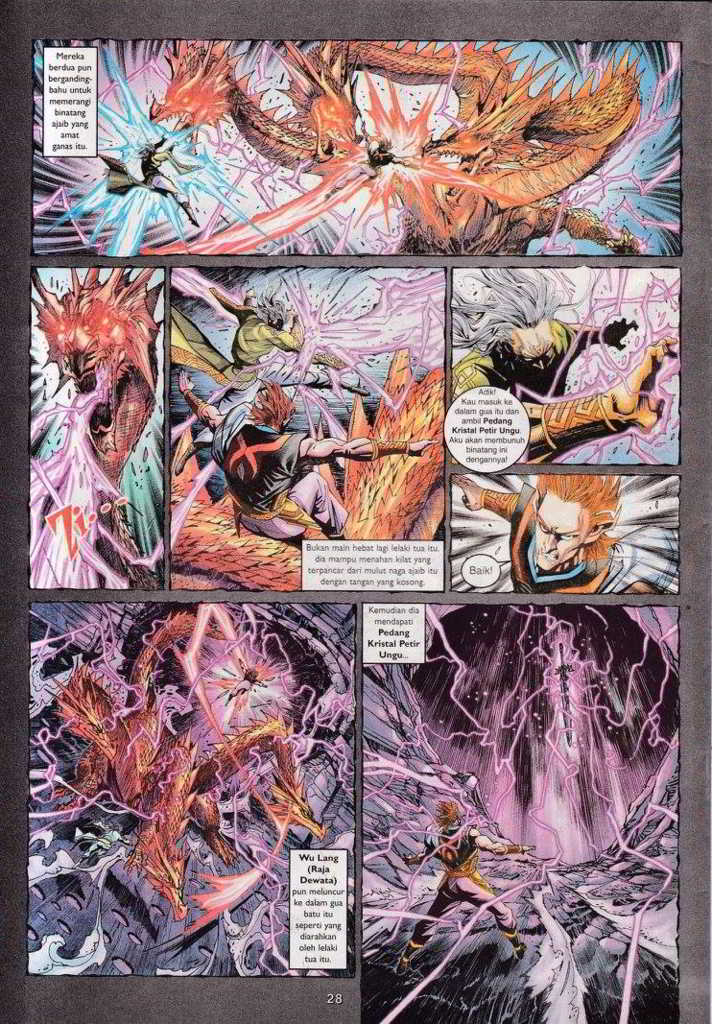 Mereka
berdua pun
berganding-
bahu untuk
memerangi
binatang
ajaib yang
amat
ganas itu.
Zi...
Bukan main hebat lagi lelaki tua itu,
dia mampu menahan kilat yang
terpancar dari mulut naga ajaib itu
dengan tangan yang kosong.
Adik!
Kau masuk ke
dalam gua itu dan
ambil Pedang
Kristal Petir Ungu.
Aku akan membunuh
binatang ini
dengannya!
Baik!
Wu Lang
(Raja
Dewata)
pun meluncur
ke dalam gua
batu itu
seperti yang
diarahkan
oleh lelaki
tua itu.
Kemudian dia
mendapati
Pedang
Kristal Petir
Ungu...
28